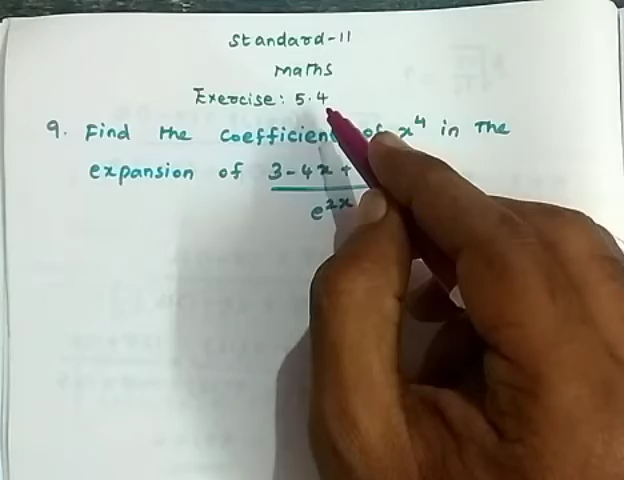 Standard-11
Maths
Exercise: 5.4
9. Find the coefficient of x⁴ in the
expansion of 3-4x+
e²ˣ